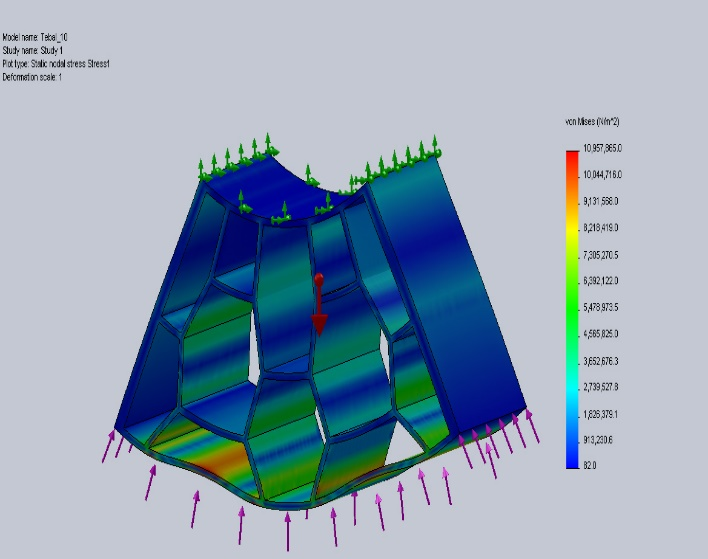 Model name: Tebal_10
Study name: Study 1
Plot type: Static nodal stress Stress1
Deformation scale: 1
von Mises (N/m^2)
10,957,865.0
10,044,716.0
9,131,568.0
8,218,419.0
7,305,270.5
6,392,122.0
5,478,973.5
4,565,825.0
3,652,676.3
2,739,527.8
1,826,379.1
913,230.6
82.0